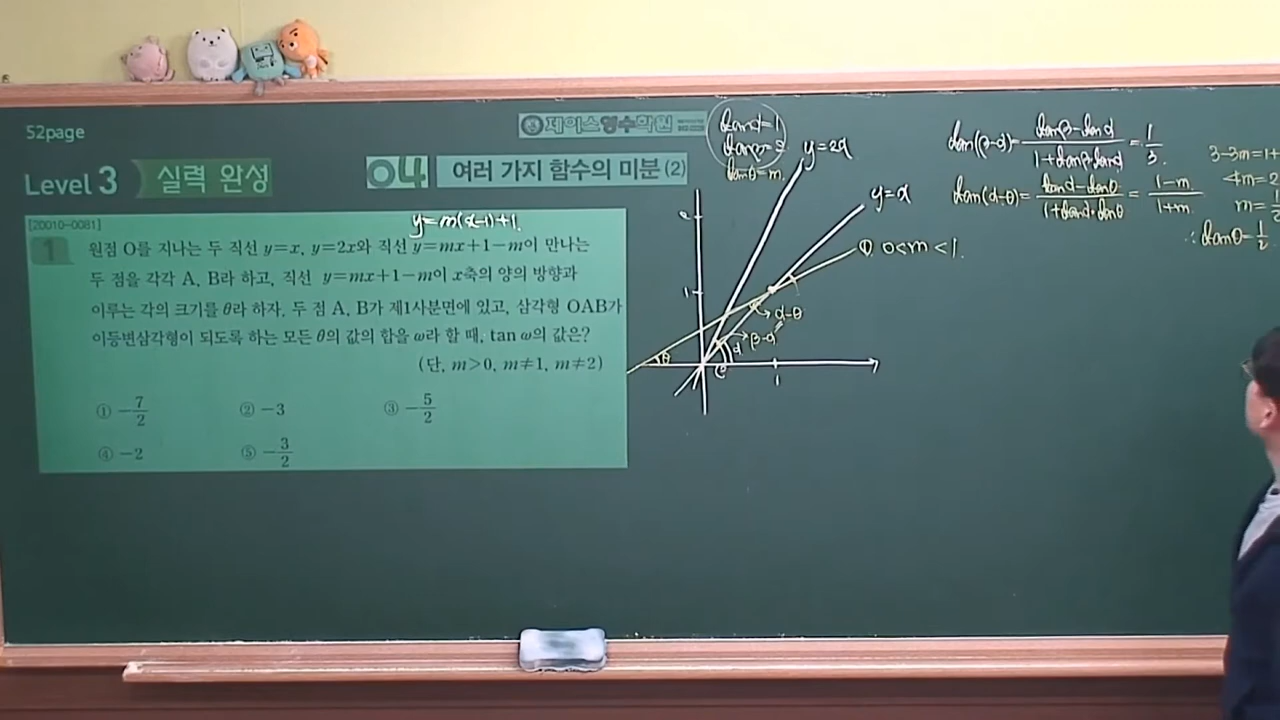 52page
Level 3 실력 완성
제이스영수학원
04 여러 가지 함수의 미분 (2)
[20010-0081]
y=m(x-1)+1.
1 원점 O를 지나는 두 직선 y=x, y=2x와 직선 y=mx+1-m이 만나는
두 점을 각각 A, B라 하고, 직선 y=mx+1-m이 x축의 양의 방향과
이루는 각의 크기를 θ라 하자. 두 점 A, B가 제1사분면에 있고, 삼각형 OAB가
이등변삼각형이 되도록 하는 모든 θ의 값의 합을 ω라 할 때, tan ω의 값은?
(단, m>0, m≠1, m≠2)
① -7/2 ② -3 ③ -5/2
④ -2 ⑤ -3/2
tanα=1
tanβ=2
tanθ=m.
y=2x
y=x
① 0<m<1.
2
1
α-θ
β-α
θ
α
β
1
tan(β-α)=(tanβ-tanα)/(1+tanβ.tanα)=1/3.
tan(α-θ)=(tanα-tanθ)/(1+tanα.tanθ)=(1-m)/(1+m)
3-3m=1+
4m=2
m=
∴ tanθ=1/2